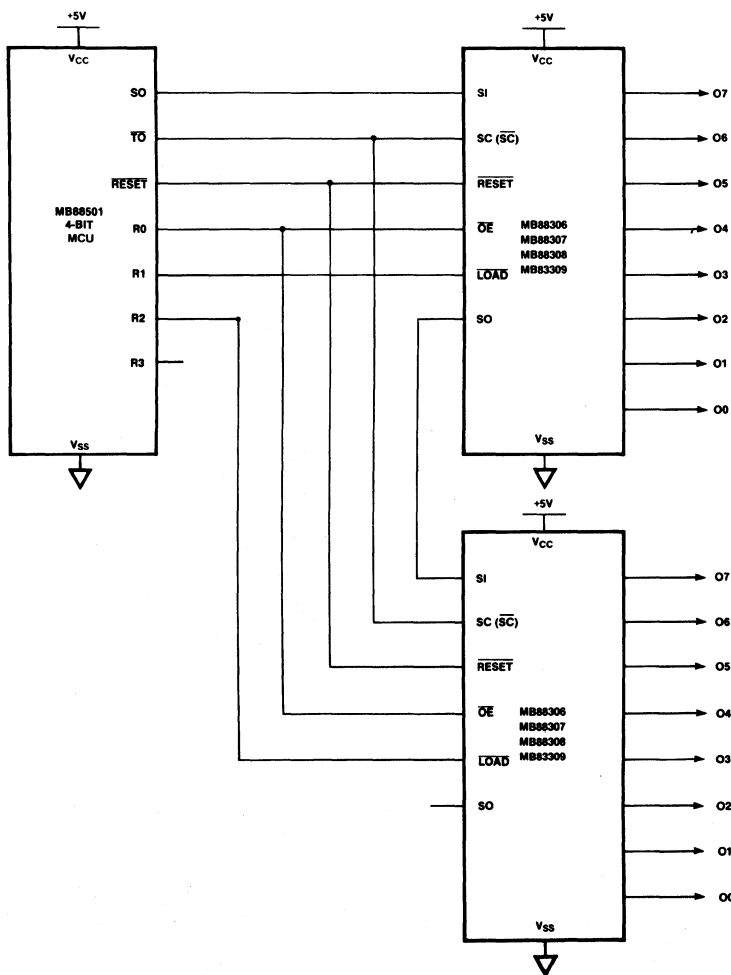 +5V
VCC
SO
TO
RESET
MB88501
4-BIT
MCU
R0
R1
R2
R3
VSS
+5V
VCC
SI
SC (SC)
RESET
OE
LOAD
SO
MB88306
MB88307
MB88308
MB83309
VSS
O7
O6
O5
O4
O3
O2
O1
O0
+5V
VCC
SI
SC (SC)
RESET
OE
LOAD
SO
MB88306
MB88307
MB88308
MB83309
VSS
O7
O6
O5
O4
O3
O2
O1
O0